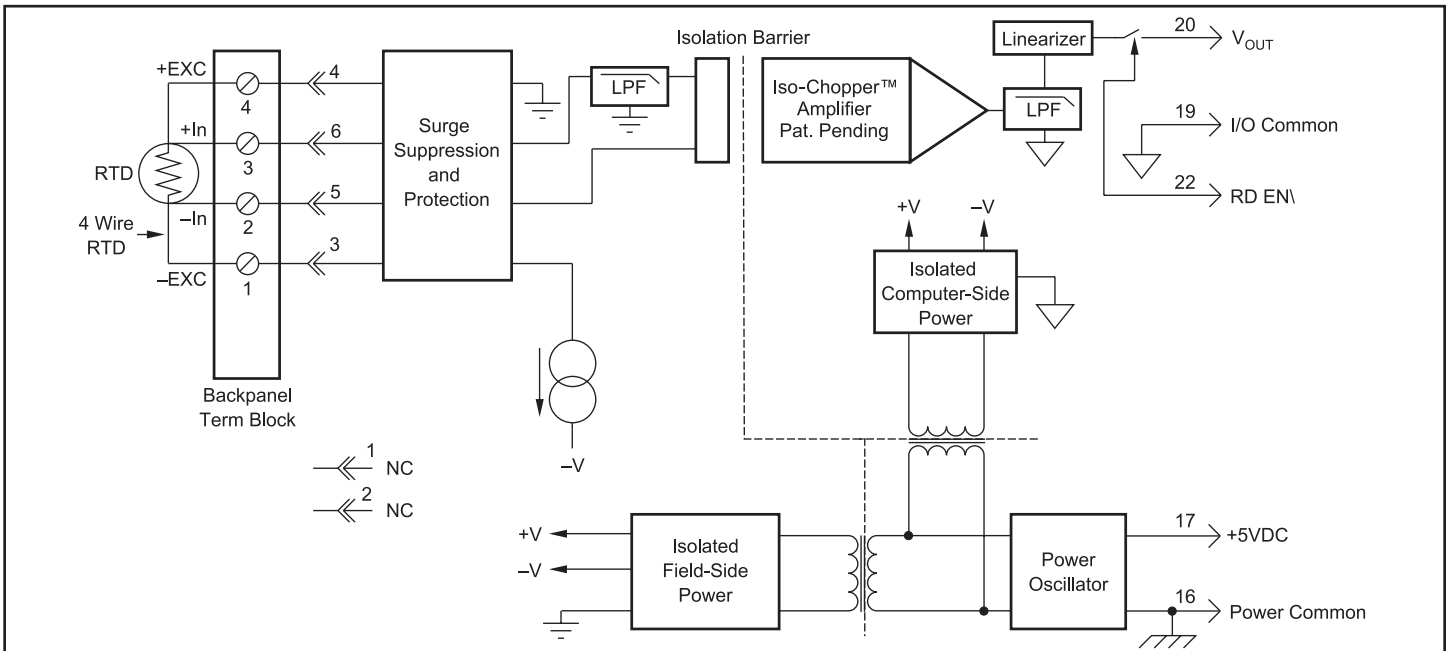 Isolation Barrier
Linearizer
20
V_OUT
+EXC
4
4
LPF
Iso-Chopper™
Amplifier
Pat. Pending
LPF
19
I/O Common
+In
3
6
Surge
Suppression
and
Protection
RTD
–In
2
5
22
RD EN\
4 Wire
RTD
–EXC
1
3
+V
–V
Isolated
Computer-Side
Power
Backpanel
Term Block
1
NC
2
NC
–V
+V
–V
Isolated
Field-Side
Power
Power
Oscillator
17
+5VDC
16
Power Common